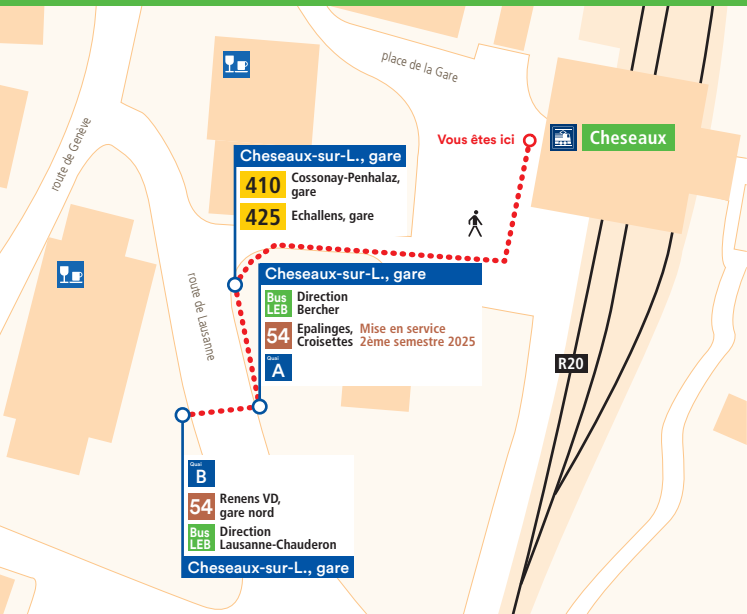 place de la Gare
route de Genève
Vous êtes ici
Cheseaux
Cheseaux-sur-L., gare
410 Cossonay-Penhalaz,
gare
425 Echallens, gare
route de Lausanne
Cheseaux-sur-L., gare
Bus
LEB
Direction
Bercher
54
Epalinges,
Croisettes
Mise en service
2ème semestre 2025
Quai
A
R20
Quai
B
54
Renens VD,
gare nord
Bus
LEB
Direction
Lausanne-Chauderon
Cheseaux-sur-L., gare